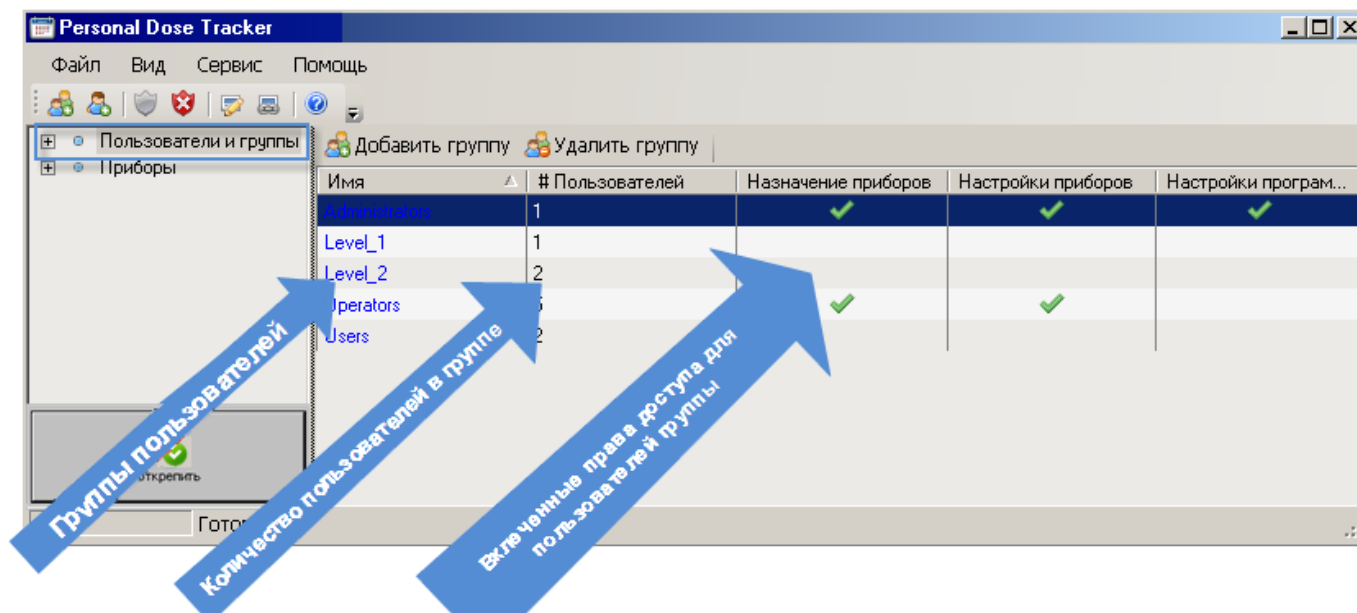 Personal Dose Tracker
Файл Вид Сервис Помощь
Пользователи и группы
Приборы
Добавить группу Удалить группу
Имя # Пользователей Назначение приборов Настройки приборов Настройки програм...
Administrators 1
Level_1 1
Level_2 2
Operators
Users 2
Группы пользователей
Количество пользователей в группе
Включенные права доступа для
пользователей группы